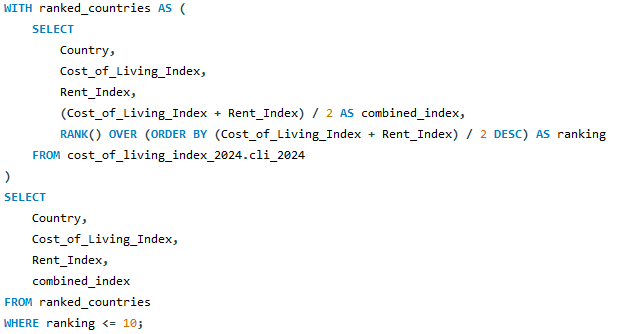 WITH ranked_countries AS (
    SELECT
        Country,
        Cost_of_Living_Index,
        Rent_Index,
        (Cost_of_Living_Index + Rent_Index) / 2 AS combined_index,
        RANK() OVER (ORDER BY (Cost_of_Living_Index + Rent_Index) / 2 DESC) AS ranking
    FROM cost_of_living_index_2024.cli_2024
)
SELECT
    Country,
    Cost_of_Living_Index,
    Rent_Index,
    combined_index
FROM ranked_countries
WHERE ranking <= 10;